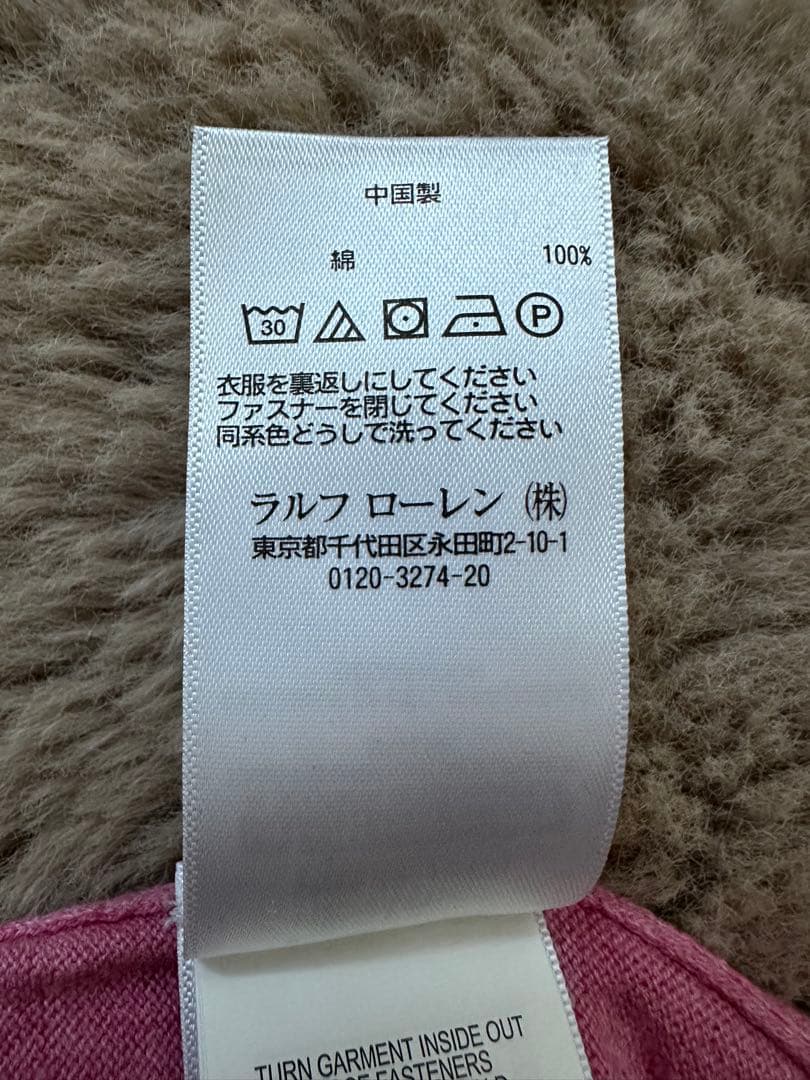 中国製
綿 100%
30 P
衣服を裏返しにしてください
ファスナーを閉じてください
同系色どうしで洗ってください
ラルフ ローレン ㈱
東京都千代田区永田町2-10-1
0120-3274-20
TURN GARMENT INSIDE OUT
FASTENERS